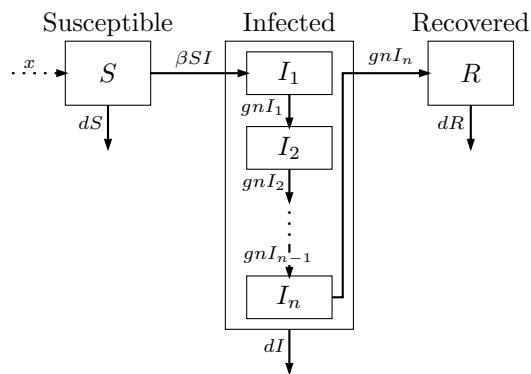 Susceptible Infected Recovered
x S βSI I₁ gnIₙ R
dS gnI₁ dR
I₂
gnI₂
gnIₙ₋₁
Iₙ
dI